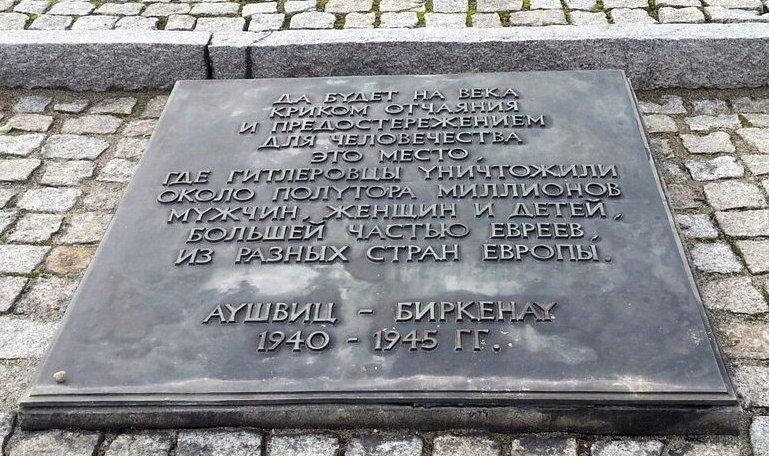 ДА БУДЕТ НА ВЕКА
КРИКОМ ОТЧАЯНИЯ
И ПРЕДОСТЕРЕЖЕНИЕМ
ДЛЯ ЧЕЛОВЕЧЕСТВА
ЭТО МЕСТО,
ГДЕ ГИТЛЕРОВЦЫ УНИЧТОЖИЛИ
ОКОЛО ПОЛУТОРА МИЛЛИОНОВ
МУЖЧИН, ЖЕНЩИН И ДЕТЕЙ,
БОЛЬШЕЙ ЧАСТЬЮ ЕВРЕЕВ,
ИЗ РАЗНЫХ СТРАН ЕВРОПЫ.
АУШВИЦ - БИРКЕНАУ
1940 - 1945 ГГ.